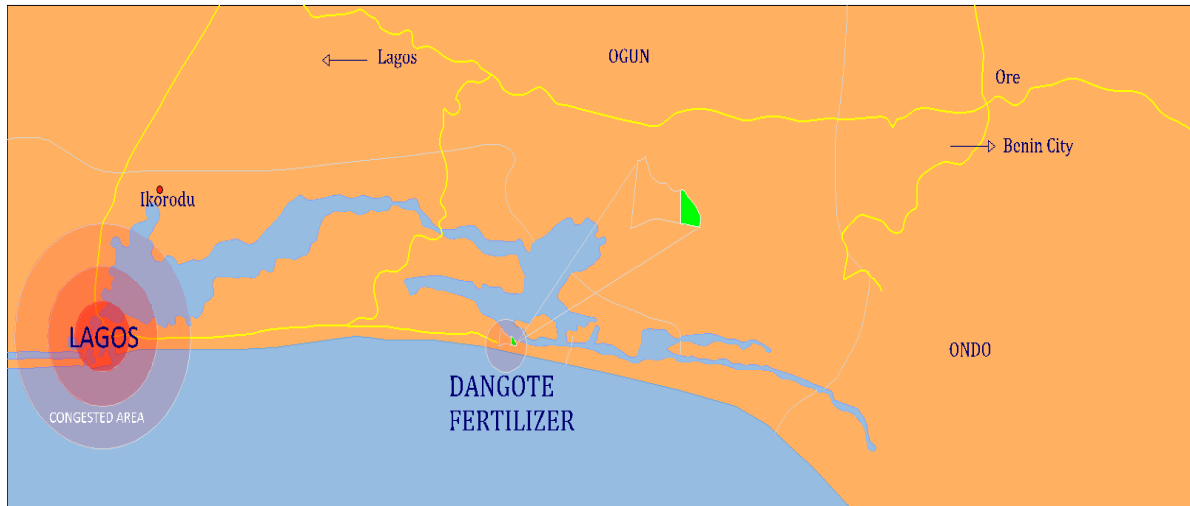 Lagos
OGUN
Ore
Benin City
Ikorodu
LAGOS
ONDO
DANGOTE
FERTILIZER
CONGESTED AREA